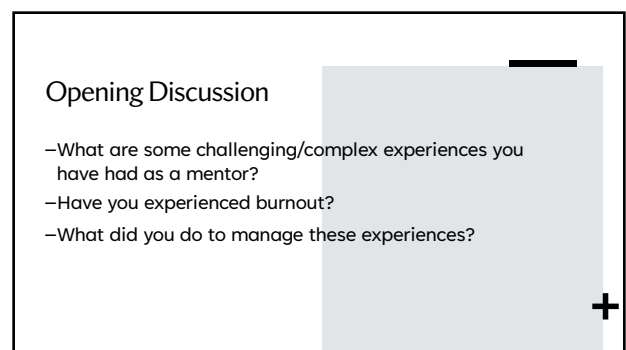 Opening Discussion
–What are some challenging/complex experiences you
have had as a mentor?
–Have you experienced burnout?
–What did you do to manage these experiences?